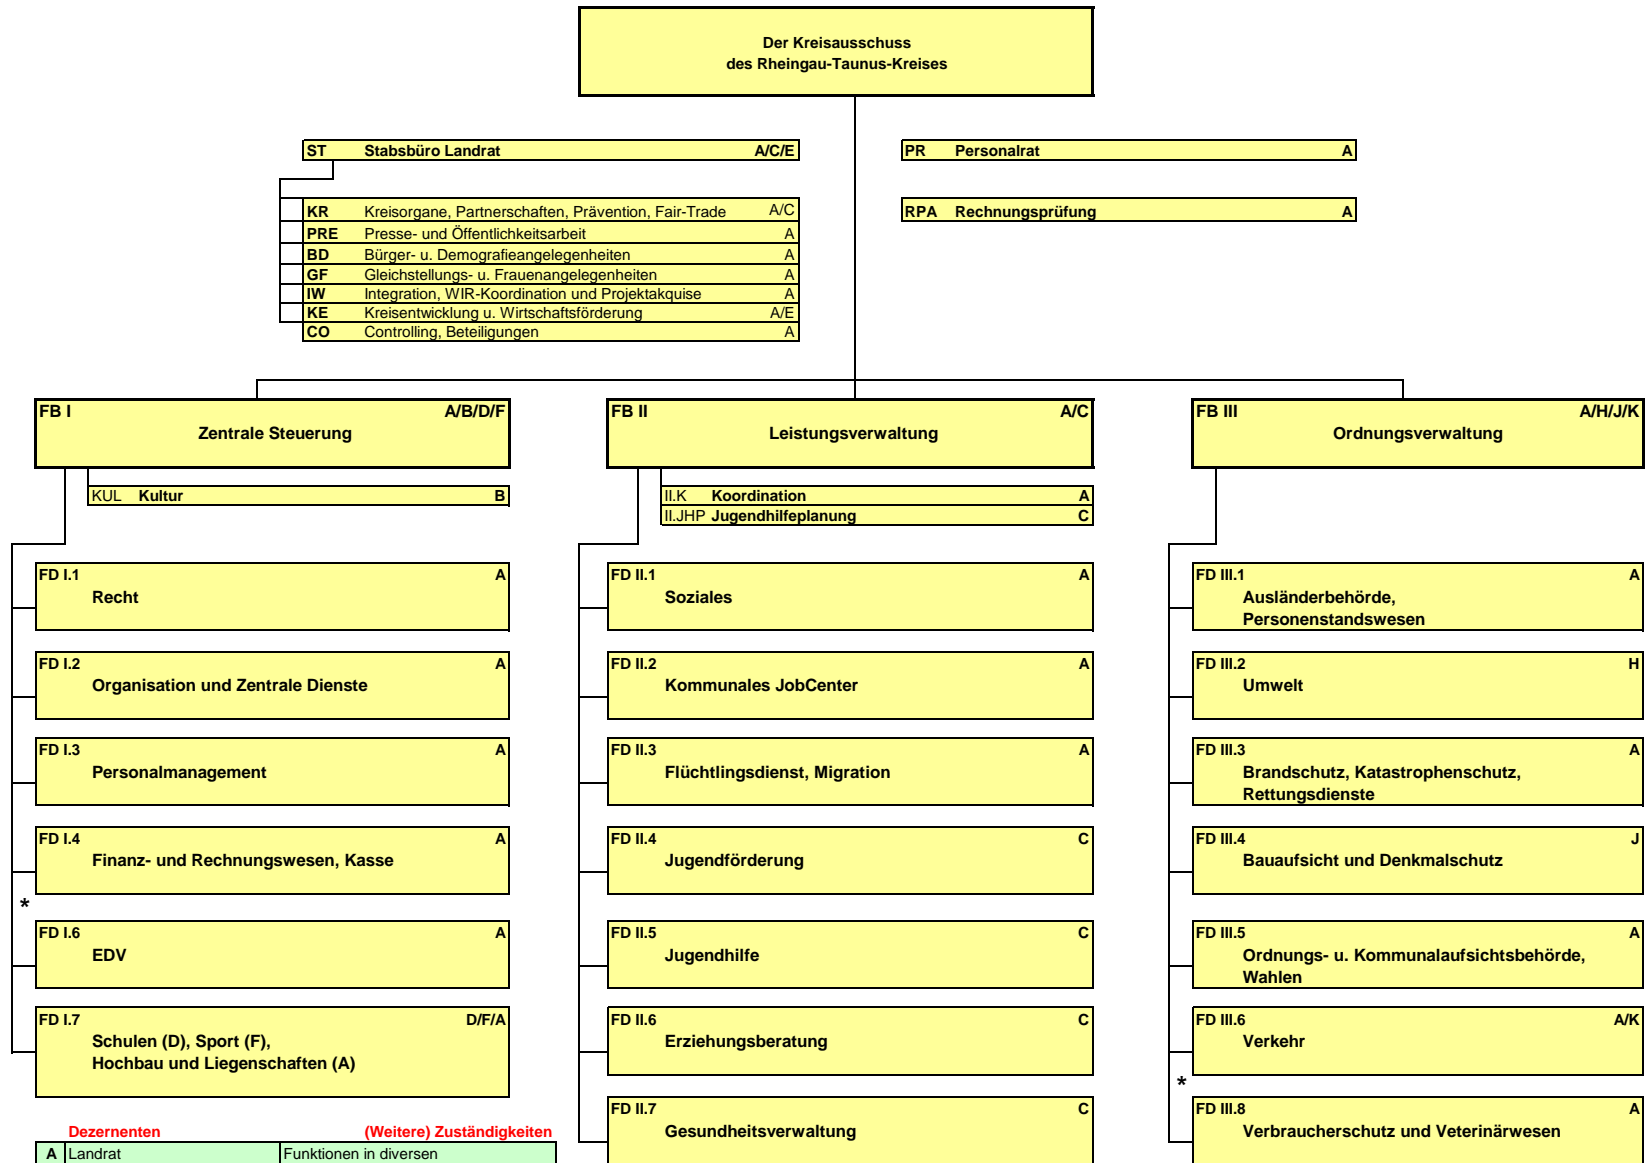 Der Kreisausschuss
des Rheingau-Taunus-Kreises
ST Stabsbüro Landrat A/C/E
PR Personalrat A
KR Kreisorgane, Partnerschaften, Prävention, Fair-Trade A/C
RPA Rechnungsprüfung A
PRE Presse- und Öffentlichkeitsarbeit A
BD Bürger- u. Demografieangelegenheiten A
GF Gleichstellungs- u. Frauenangelegenheiten A
IW Integration, WIR-Koordination und Projektakquise A
KE Kreisentwicklung u. Wirtschaftsförderung A/E
CO Controlling, Beteiligungen A
FB I A/B/D/F
Zentrale Steuerung
KUL Kultur B
FD I.1 A
Recht
FD I.2 A
Organisation und Zentrale Dienste
FD I.3 A
Personalmanagement
FD I.4 A
Finanz- und Rechnungswesen, Kasse
*
FD I.6 A
EDV
FD I.7 D/F/A
Schulen (D), Sport (F),
Hochbau und Liegenschaften (A)
FB II A/C
Leistungsverwaltung
II.K Koordination A
II.JHP Jugendhilfeplanung C
FD II.1 A
Soziales
FD II.2 A
Kommunales JobCenter
FD II.3 A
Flüchtlingsdienst, Migration
FD II.4 C
Jugendförderung
FD II.5 C
Jugendhilfe
FD II.6 C
Erziehungsberatung
FD II.7 C
Gesundheitsverwaltung
FB III A/H/J/K
Ordnungsverwaltung
FD III.1 A
Ausländerbehörde,
Personenstandswesen
FD III.2 H
Umwelt
FD III.3 A
Brandschutz, Katastrophenschutz,
Rettungsdienste
FD III.4 J
Bauaufsicht und Denkmalschutz
FD III.5 A
Ordnungs- u. Kommunalaufsichtsbehörde,
Wahlen
FD III.6 A/K
Verkehr
*
FD III.8 A
Verbraucherschutz und Veterinärwesen
Dezernenten (Weitere) Zuständigkeiten
A Landrat Funktionen in diversen